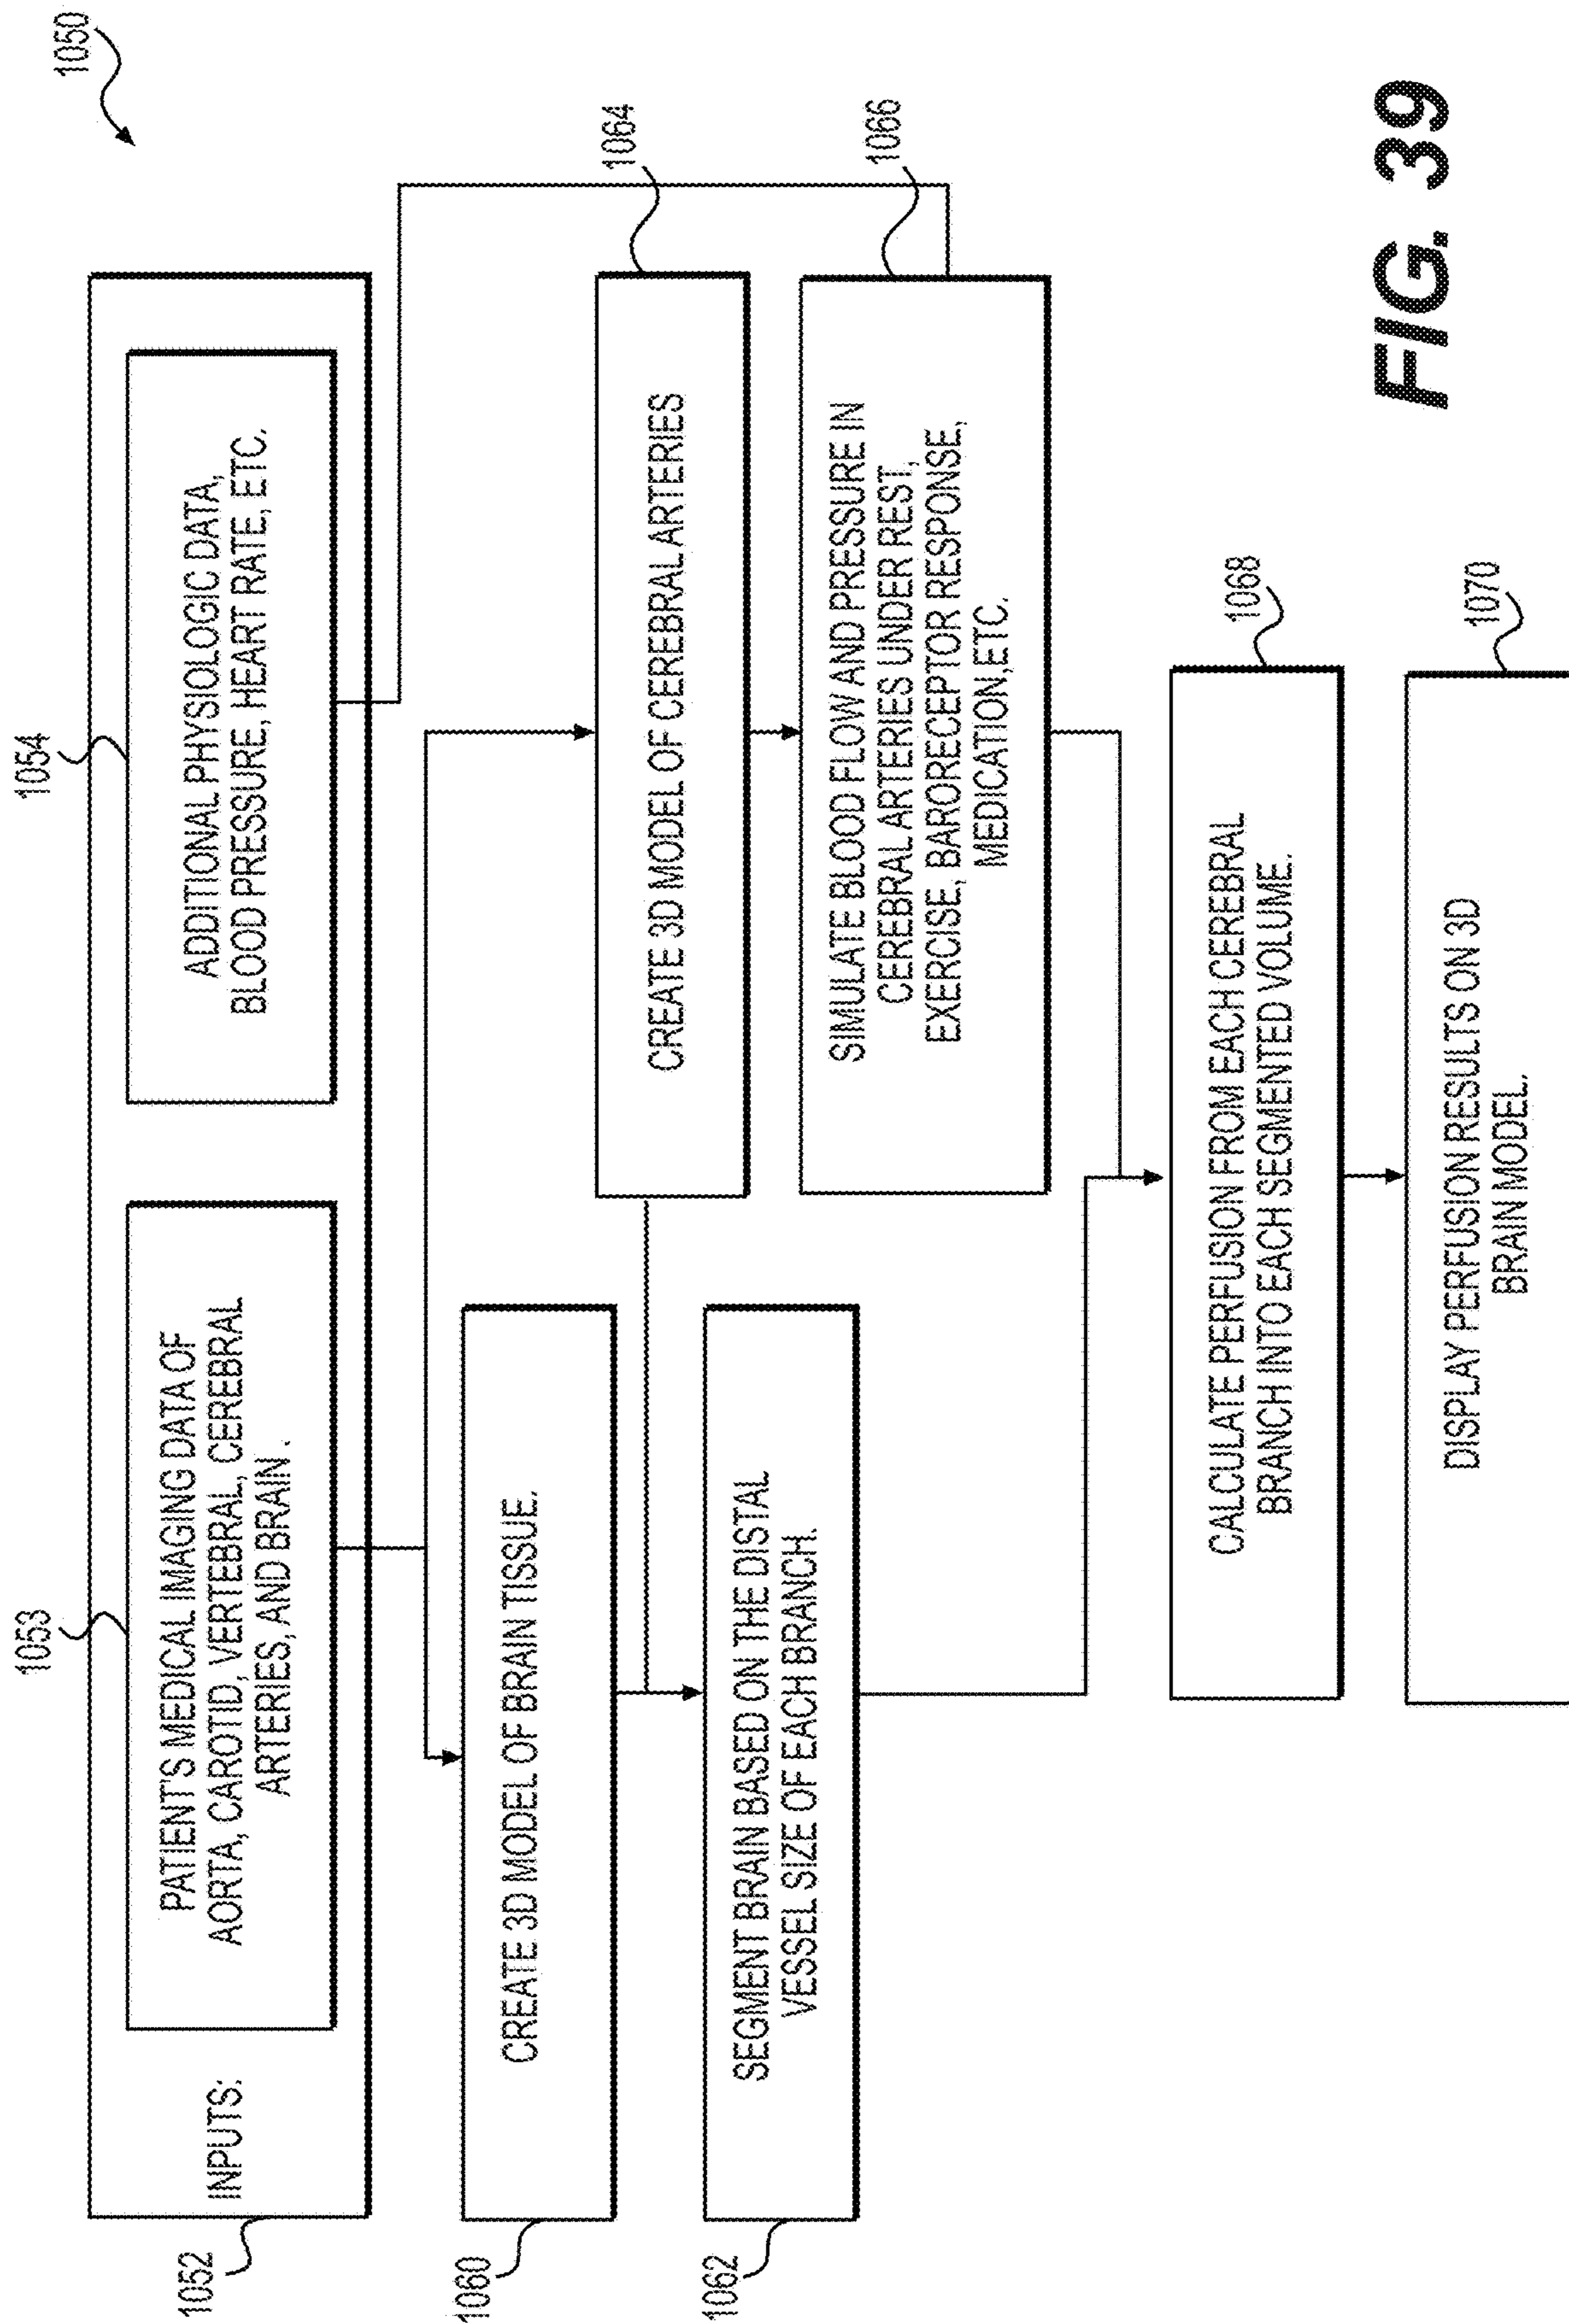 1050
1052
INPUTS:
1053
PATIENT'S MEDICAL IMAGING DATA OF
AORTA, CAROTID, VERTEBRAL, CEREBRAL
ARTERIES, AND BRAIN .
1054
ADDITIONAL PHYSIOLOGIC DATA,
BLOOD PRESSURE, HEART RATE, ETC.
1060
CREATE 3D MODEL OF BRAIN TISSUE.
1064
CREATE 3D MODEL OF CEREBRAL ARTERIES
1062
SEGMENT BRAIN BASED ON THE DISTAL
VESSEL SIZE OF EACH BRANCH.
1066
SIMULATE BLOOD FLOW AND PRESSURE IN
CEREBRAL ARTERIES UNDER REST,
EXERCISE, BARORECEPTOR RESPONSE,
MEDICATION,ETC.
1068
CALCULATE PERFUSION FROM EACH CEREBRAL
BRANCH INTO EACH SEGMENTED VOLUME.
1070
DISPLAY PERFUSION RESULTS ON 3D
BRAIN MODEL.
FIG. 39